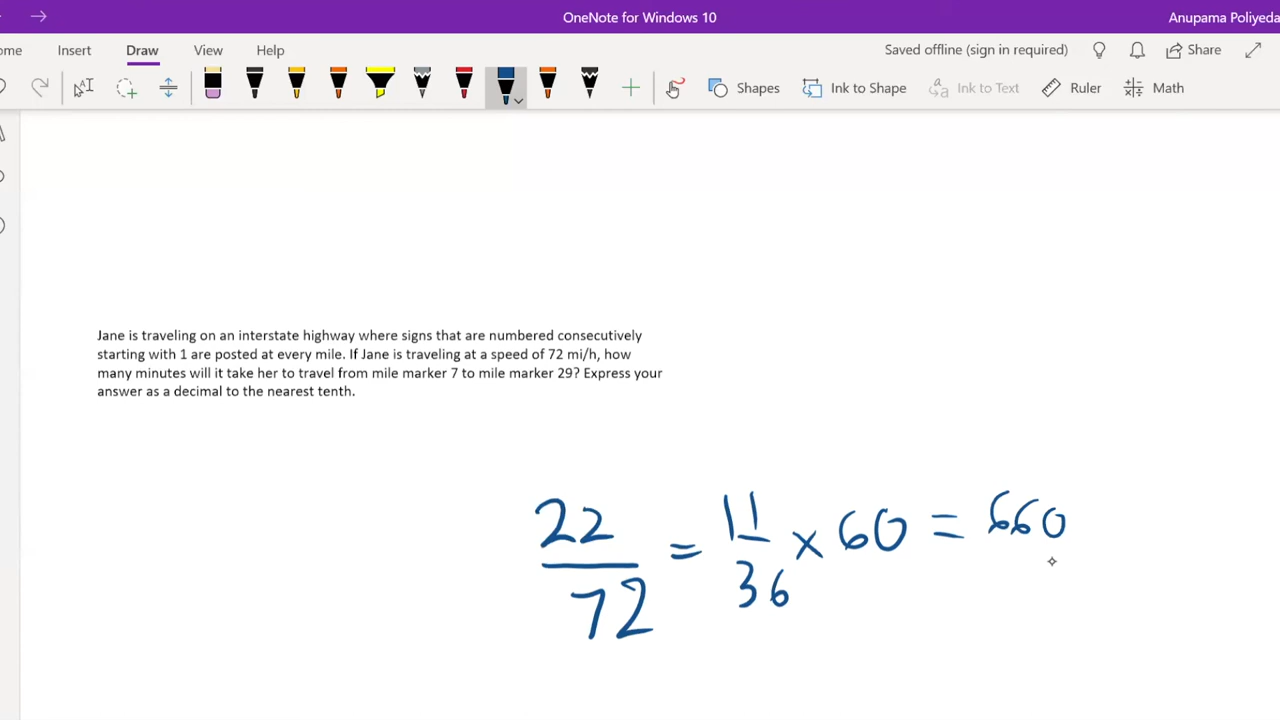 OneNote for Windows 10
Anupama Poliyeda
ome Insert Draw View Help
Saved offline (sign in required) Share
Shapes Ink to Shape Ink to Text Ruler Math
Jane is traveling on an interstate highway where signs that are numbered consecutively
starting with 1 are posted at every mile. If Jane is traveling at a speed of 72 mi/h, how
many minutes will it take her to travel from mile marker 7 to mile marker 29? Express your
answer as a decimal to the nearest tenth.
22/72 = 11/36 × 60 = 660